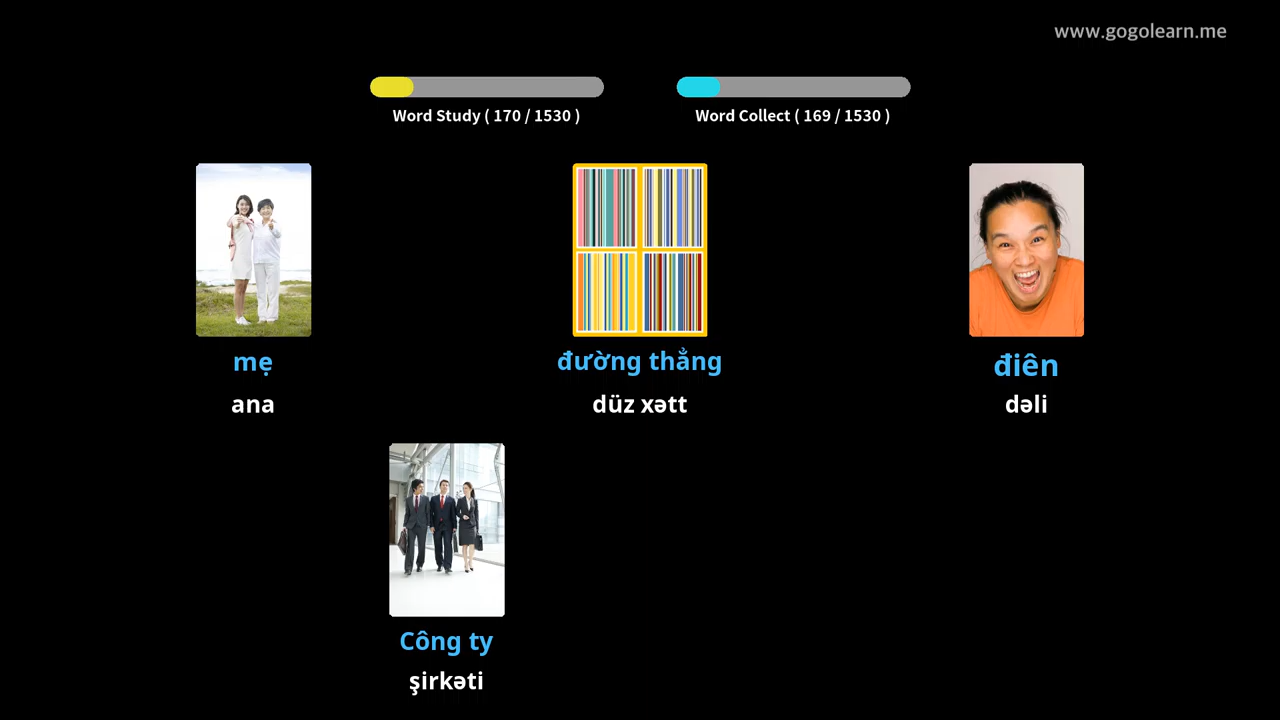 www.gogolearn.me
Word Study ( 170 / 1530 )
Word Collect ( 169 / 1530 )
mẹ
ana
đường thẳng
düz xətt
điên
dəli
Công ty
şirkəti